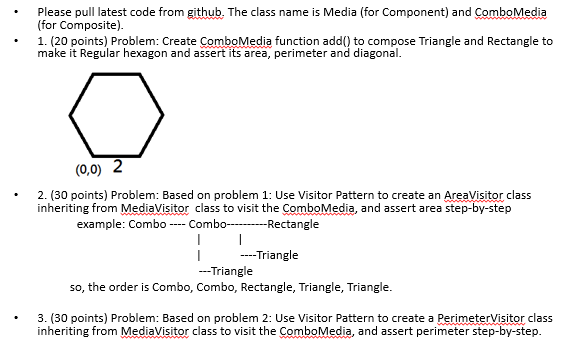 • Please pull latest code from github. The class name is Media (for Component) and ComboMedia
(for Composite).
• 1. (20 points) Problem: Create ComboMedia function add() to compose Triangle and Rectangle to
make it Regular hexagon and assert its area, perimeter and diagonal.
(0,0) 2
• 2. (30 points) Problem: Based on problem 1: Use Visitor Pattern to create an AreaVisitor class
inheriting from MediaVisitor class to visit the ComboMedia, and assert area step-by-step
example: Combo ---- Combo----------Rectangle
| |
| ----Triangle
---Triangle
so, the order is Combo, Combo, Rectangle, Triangle, Triangle.
• 3. (30 points) Problem: Based on problem 2: Use Visitor Pattern to create a PerimeterVisitor class
inheriting from MediaVisitor class to visit the ComboMedia, and assert perimeter step-by-step.